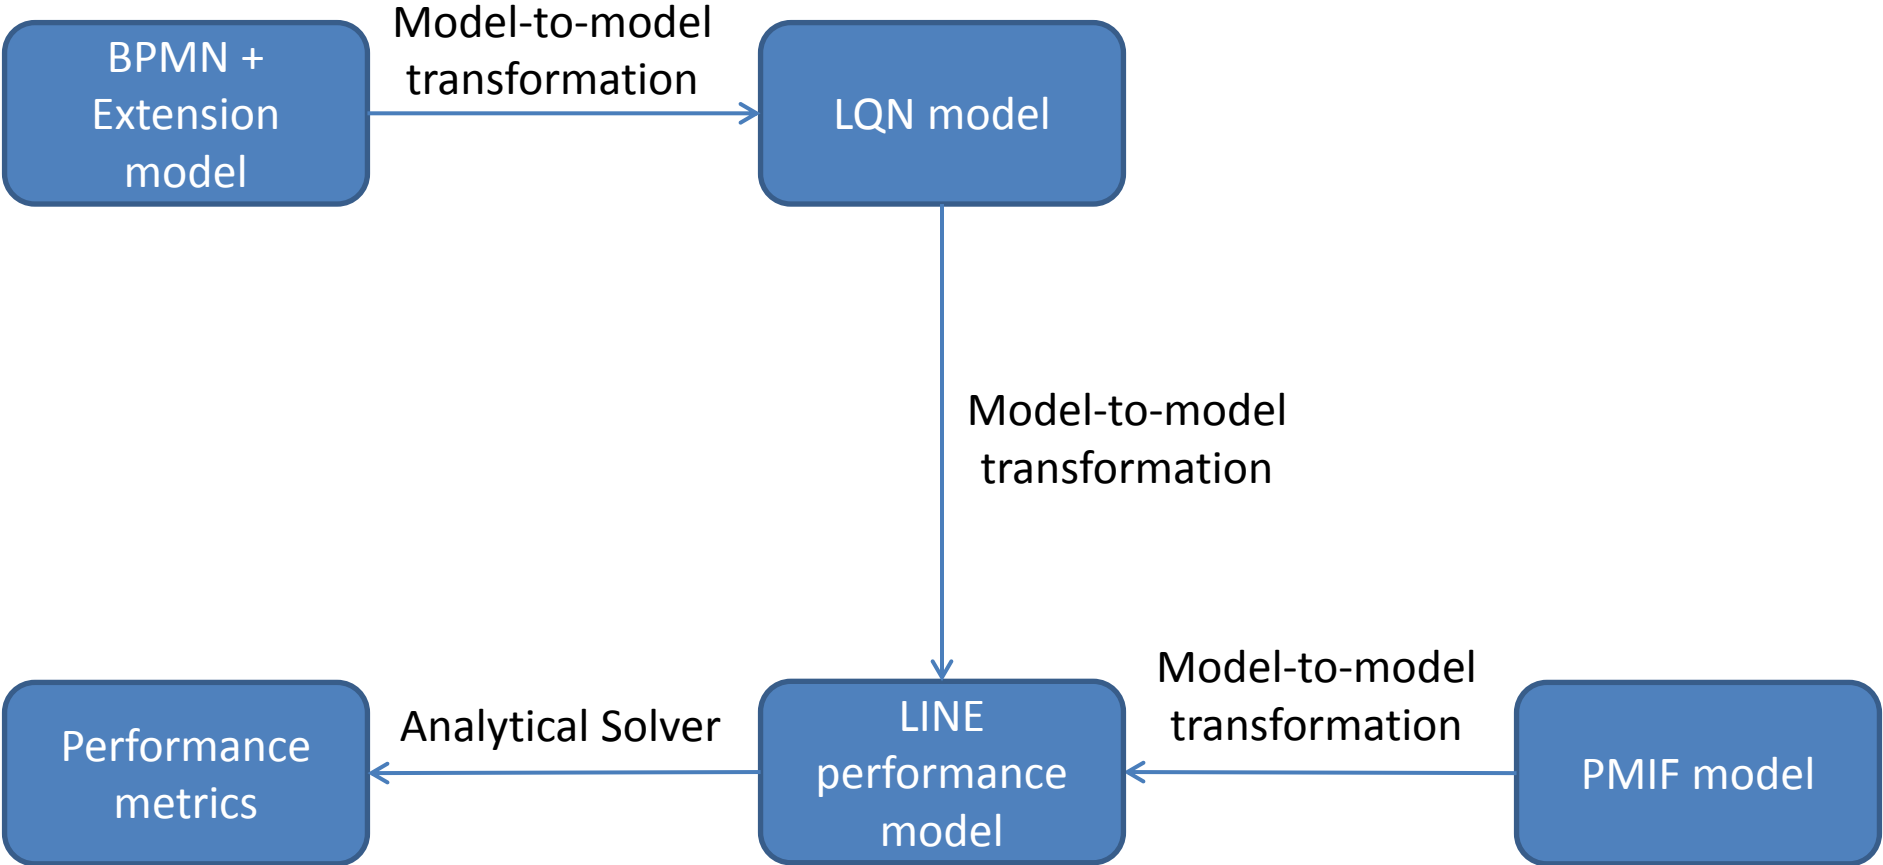 BPMN +
Extension
model
Model-to-model
transformation
LQN model
Model-to-model
transformation
Performance
metrics
Analytical Solver
LINE
performance
model
Model-to-model
transformation
PMIF model